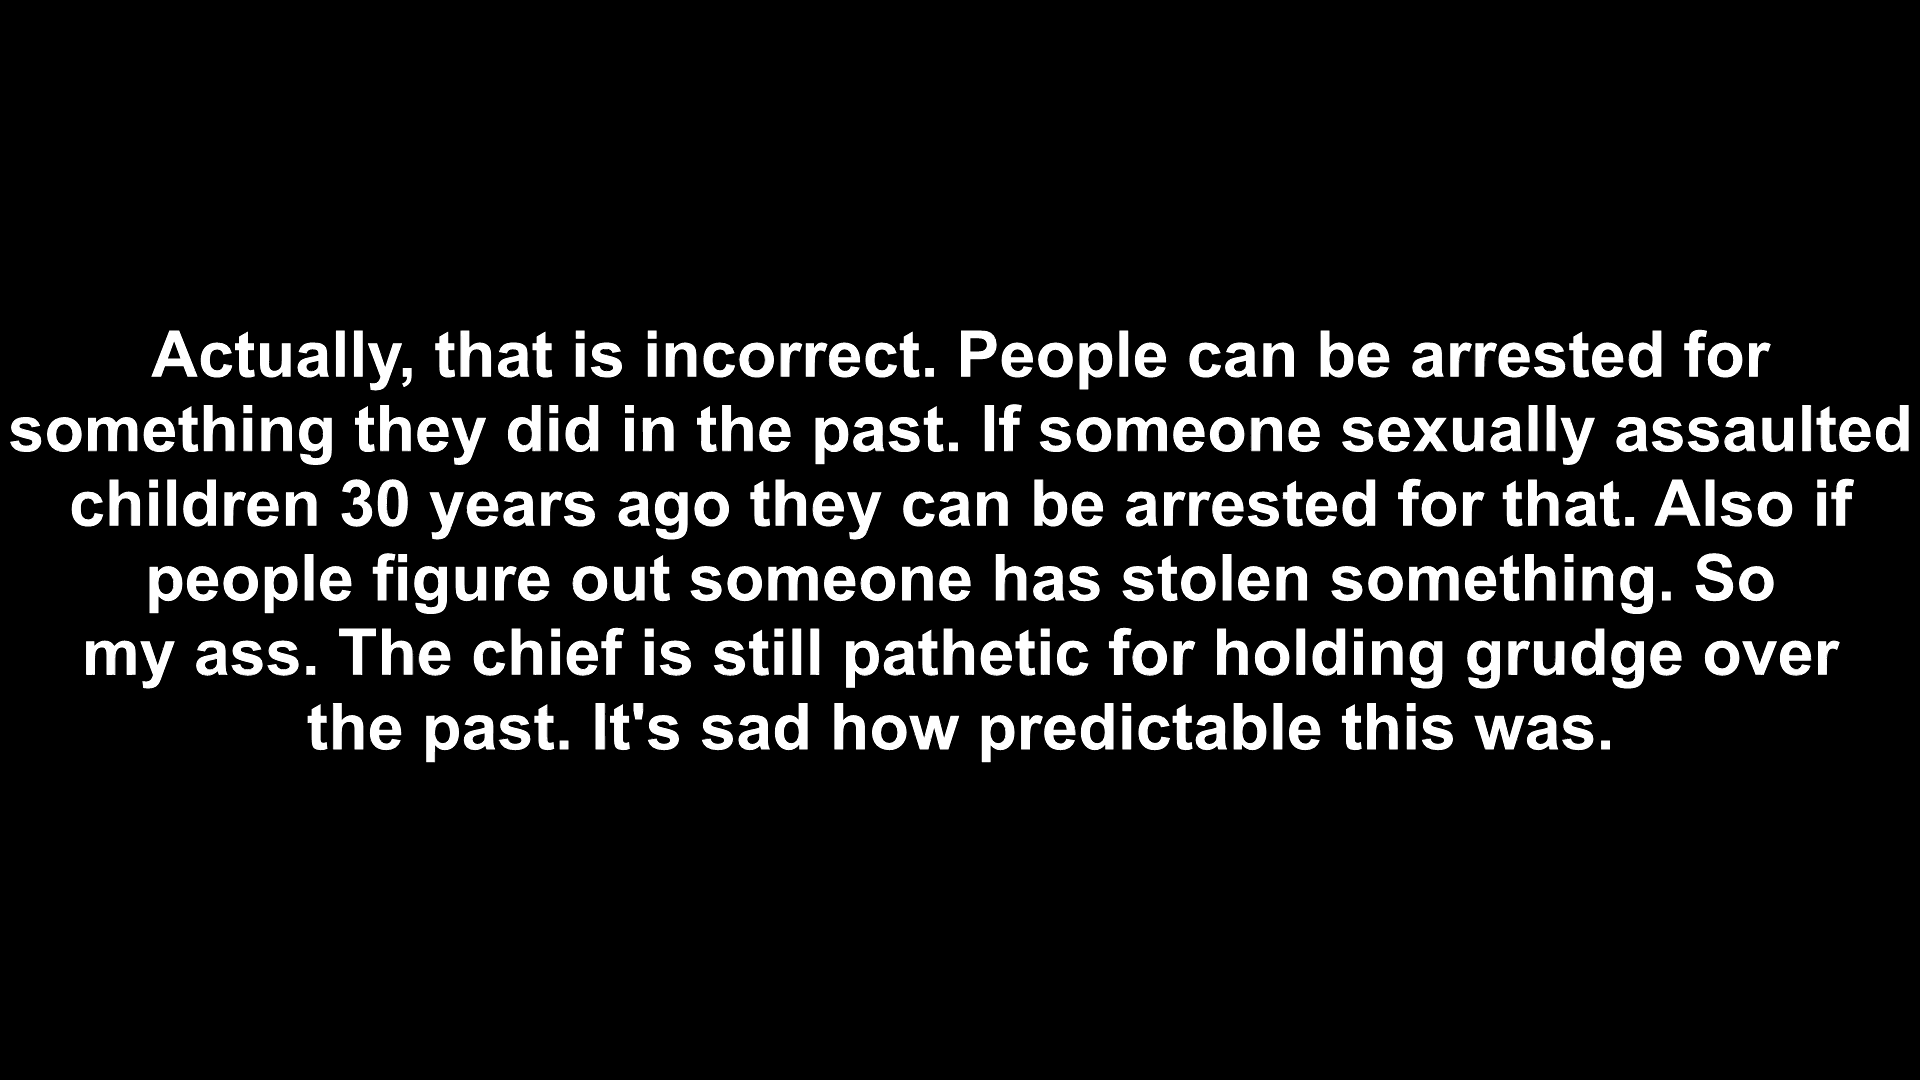 Actually, that is incorrect. People can be arrested for
something they did in the past. If someone sexually assaulted
children 30 years ago they can be arrested for that. Also if
people figure out someone has stolen something. So
my ass. The chief is still pathetic for holding grudge over
the past. It's sad how predictable this was.